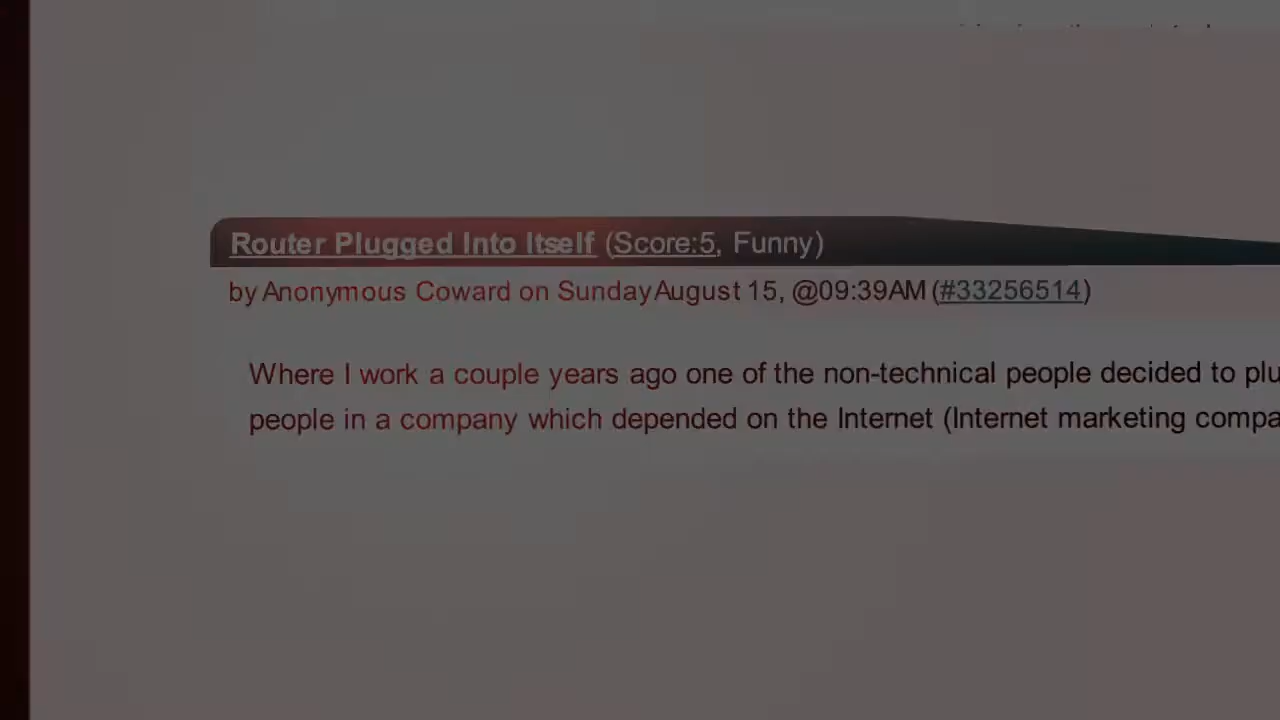 Router Plugged Into Itself (Score:5, Funny)
by Anonymous Coward on Sunday August 15, @09:39AM (#33256514)
Where I work a couple years ago one of the non-technical people decided to
people in a company which depended on the Internet (Internet marketing